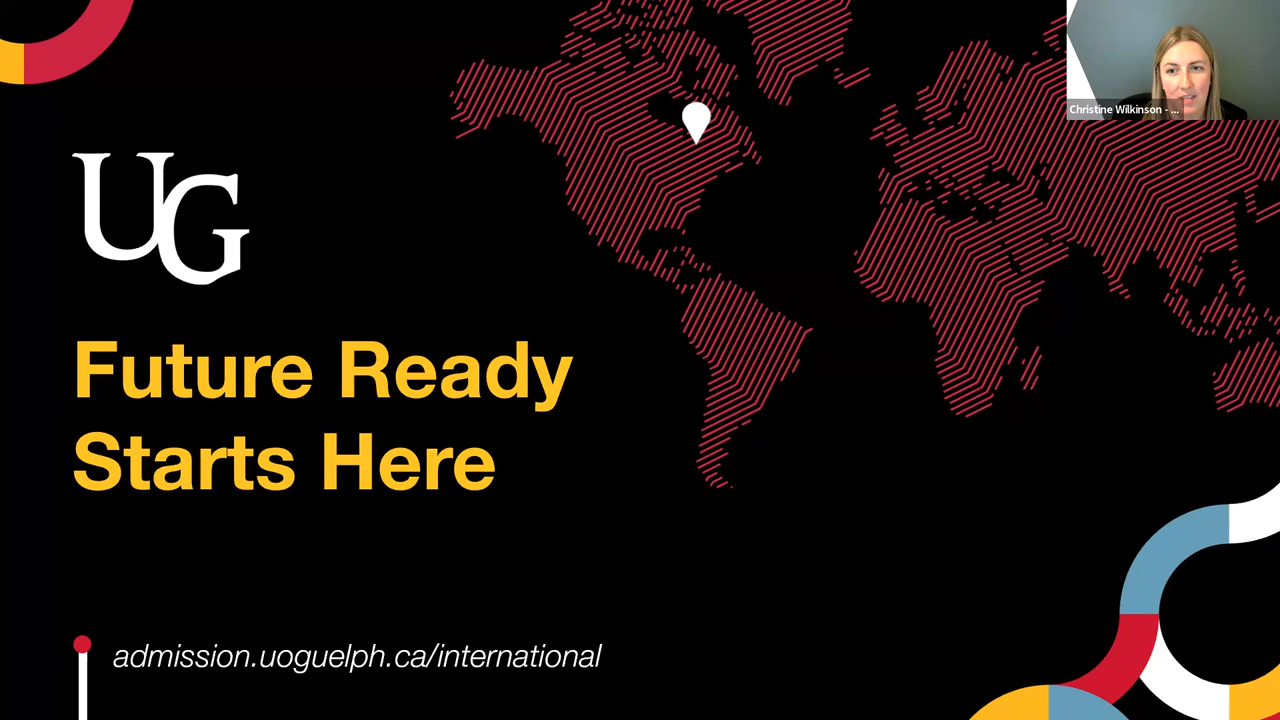 Christine Wilkinson - ...
UG
Future Ready
Starts Here
admission.uoguelph.ca/international